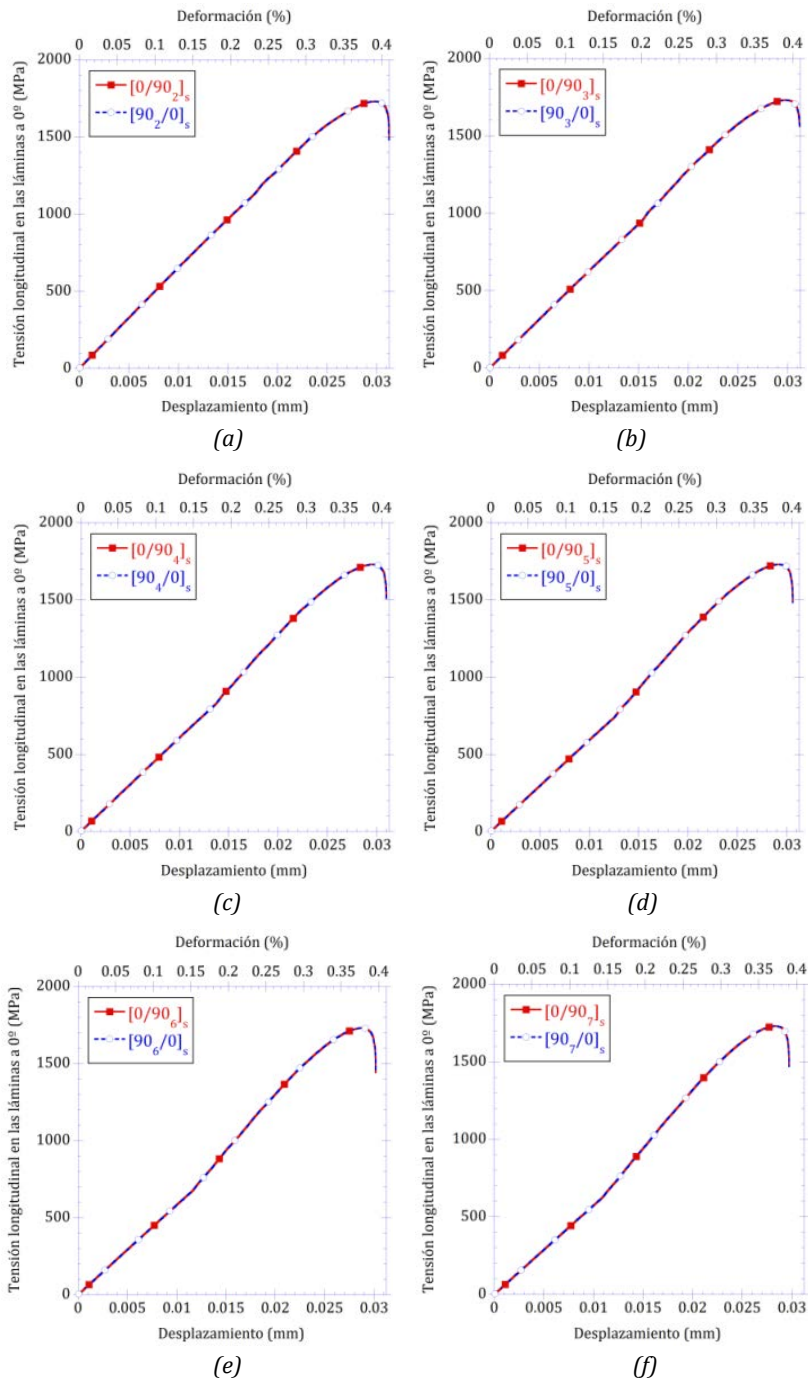 Deformación (%)
0 0.05 0.1 0.15 0.2 0.25 0.3 0.35 0.4
Tensión longitudinal en las láminas a 0º (MPa)
2000
1500
1000
500
0
[0/90₂]ₛ
[90₂/0]ₛ
0 0.005 0.01 0.015 0.02 0.025 0.03
Desplazamiento (mm)
(a)
Deformación (%)
0 0.05 0.1 0.15 0.2 0.25 0.3 0.35 0.4
Tensión longitudinal en las láminas a 0º (MPa)
2000
1500
1000
500
0
[0/90₃]ₛ
[90₃/0]ₛ
0 0.005 0.01 0.015 0.02 0.025 0.03
Desplazamiento (mm)
(b)
Deformación (%)
0 0.05 0.1 0.15 0.2 0.25 0.3 0.35 0.4
Tensión longitudinal en las láminas a 0º (MPa)
2000
1500
1000
500
0
[0/90₄]ₛ
[90₄/0]ₛ
0 0.005 0.01 0.015 0.02 0.025 0.03
Desplazamiento (mm)
(c)
Deformación (%)
0 0.05 0.1 0.15 0.2 0.25 0.3 0.35 0.4
Tensión longitudinal en las láminas a 0º (MPa)
2000
1500
1000
500
0
[0/90₅]ₛ
[90₅/0]ₛ
0 0.005 0.01 0.015 0.02 0.025 0.03
Desplazamiento (mm)
(d)
Deformación (%)
0 0.05 0.1 0.15 0.2 0.25 0.3 0.35 0.4
Tensión longitudinal en las láminas a 0º (MPa)
2000
1500
1000
500
0
[0/90₆]ₛ
[90₆/0]ₛ
0 0.005 0.01 0.015 0.02 0.025 0.03
Desplazamiento (mm)
(e)
Deformación (%)
0 0.05 0.1 0.15 0.2 0.25 0.3 0.35 0.4
Tensión longitudinal en las láminas a 0º (MPa)
2000
1500
1000
500
0
[0/90₇]ₛ
[90₇/0]ₛ
0 0.005 0.01 0.015 0.02 0.025 0.03
Desplazamiento (mm)
(f)